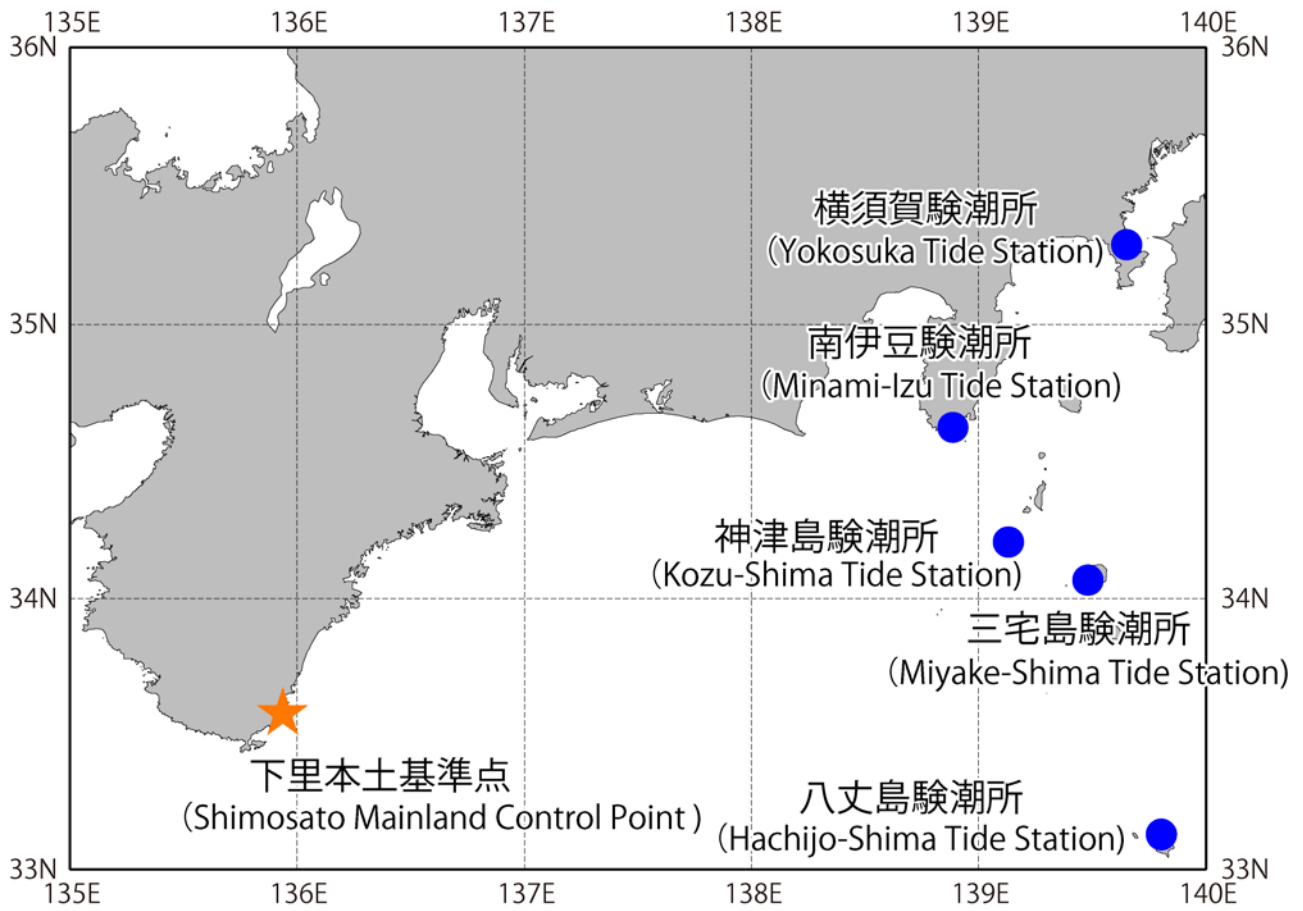 135E 136E 137E 138E 139E 140E
36N 36N
横須賀験潮所
(Yokosuka Tide Station)
35N 35N
南伊豆験潮所
(Minami-Izu Tide Station)
神津島験潮所
(Kozu-Shima Tide Station)
34N 34N
三宅島験潮所
(Miyake-Shima Tide Station)
下里本土基準点
(Shimosato Mainland Control Point )
八丈島験潮所
(Hachijo-Shima Tide Station)
33N 33N
135E 136E 137E 138E 139E 140E